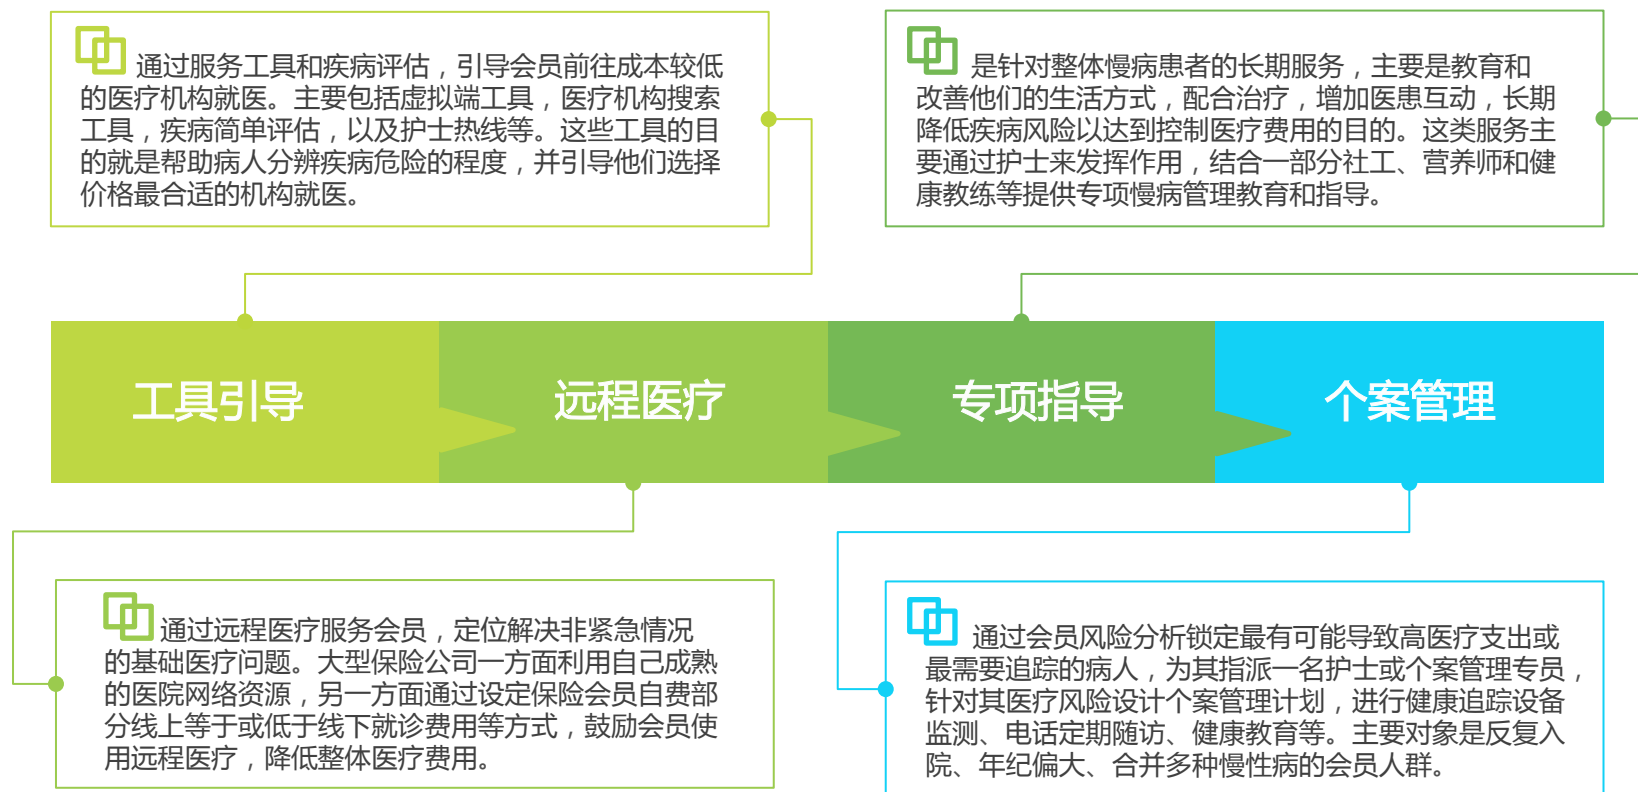 通过服务工具和疾病评估，引导会员前往成本较低
的医疗机构就医。主要包括虚拟端工具，医疗机构搜索
工具，疾病简单评估，以及护士热线等。这些工具的目
的就是帮助病人分辨疾病危险的程度，并引导他们选择
价格最合适的机构就医。
是针对整体慢病患者的长期服务，主要是教育和
改善他们的生活方式，配合治疗，增加医患互动，长期
降低疾病风险以达到控制医疗费用的目的。这类服务主
要通过护士来发挥作用，结合一部分社工、营养师和健
康教练等提供专项慢病管理教育和指导。
工具引导
远程医疗
专项指导
个案管理
通过远程医疗服务会员，定位解决非紧急情况
的基础医疗问题。大型保险公司一方面利用自己成熟
的医院网络资源，另一方面通过设定保险会员自费部
分线上等于或低于线下就诊费用等方式，鼓励会员使
用远程医疗，降低整体医疗费用。
通过会员风险分析锁定最有可能导致高医疗支出或
最需要追踪的病人，为其指派一名护士或个案管理专员，
针对其医疗风险设计个案管理计划，进行健康追踪设备
监测、电话定期随访、健康教育等。主要对象是反复入
院、年纪偏大、合并多种慢性病的会员人群。